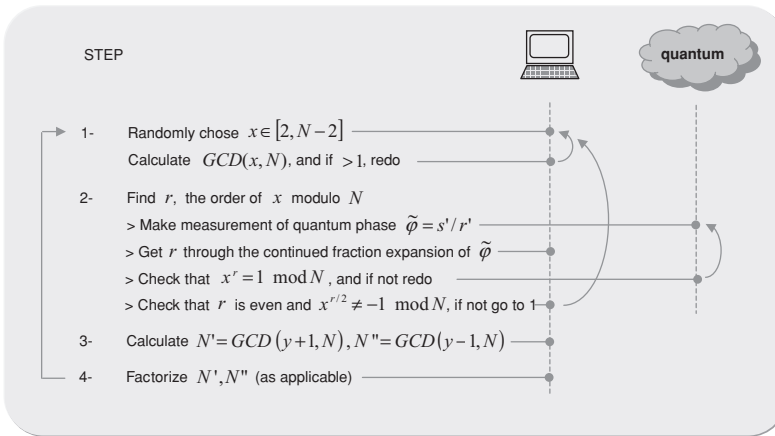 STEP
quantum
1- Randomly chose x ∈ [2, N − 2]
Calculate GCD(x, N), and if >1, redo
2- Find r, the order of x modulo N
> Make measurement of quantum phase φ̃ = s'/r'
> Get r through the continued fraction expansion of φ̃
> Check that x^r = 1 mod N, and if not redo
> Check that r is even and x^{r/2} ≠ −1 mod N, if not go to 1
3- Calculate N' = GCD (y+1, N), N" = GCD(y−1, N)
4- Factorize N', N" (as applicable)